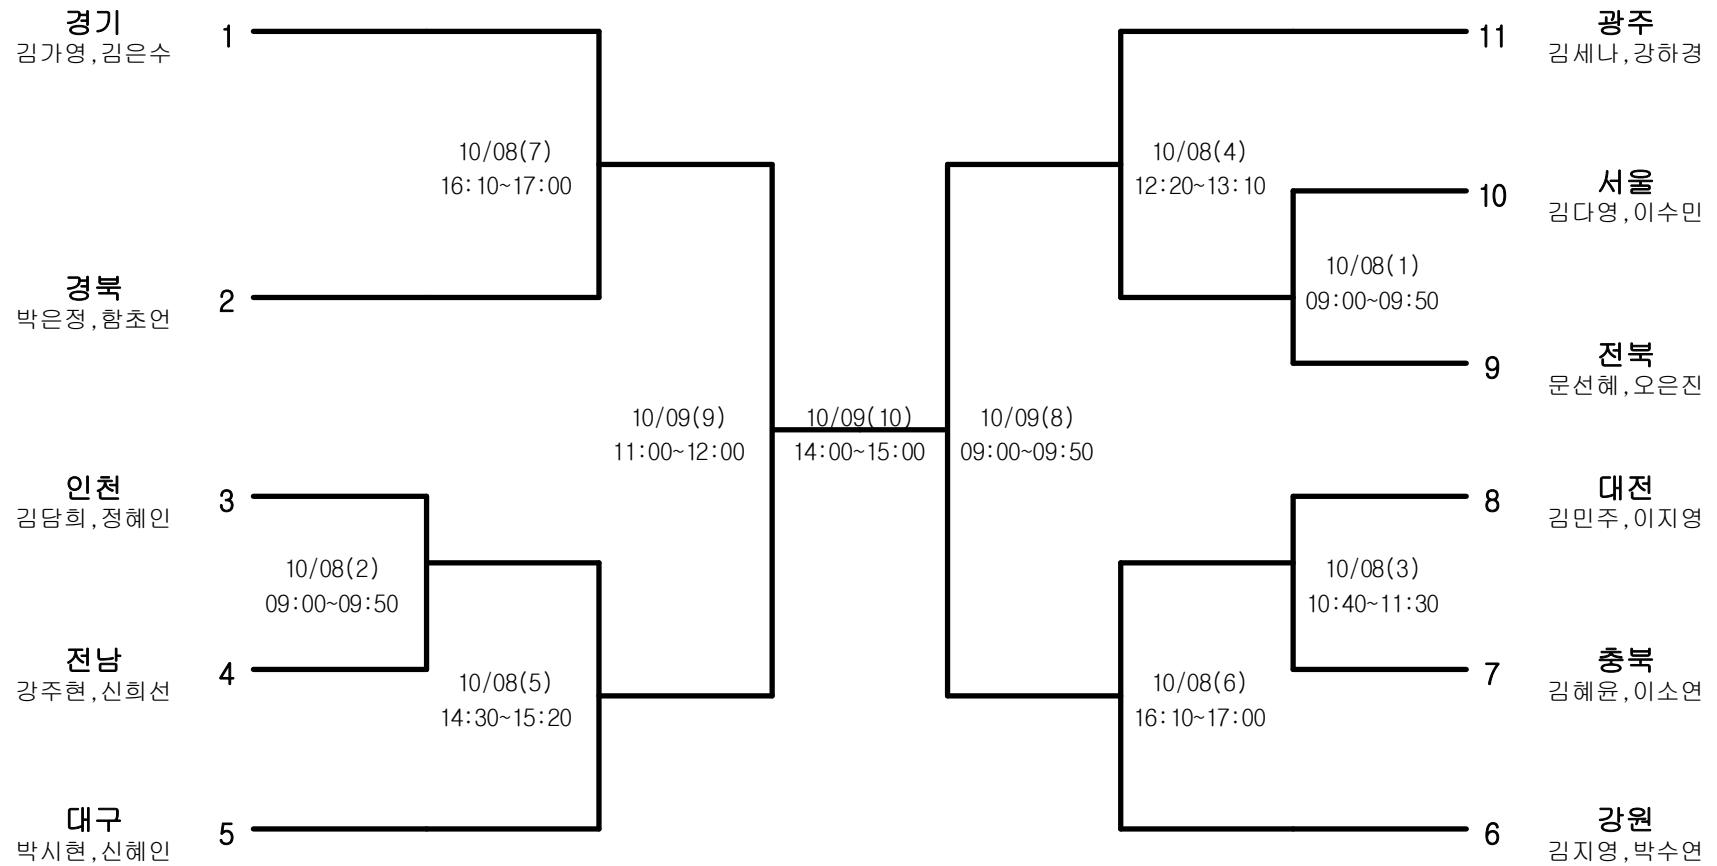 경기
김가영,김은수
1
11
광주
김세나,강하경
10/08(7)
16:10~17:00
10/08(4)
12:20~13:10
10
서울
김다영,이수민
10/08(1)
09:00~09:50
경북
박은정,함초언
2
9
전북
문선혜,오은진
10/09(9)
11:00~12:00
10/09(10)
14:00~15:00
10/09(8)
09:00~09:50
인천
김담희,정혜인
3
8
대전
김민주,이지영
10/08(2)
09:00~09:50
10/08(3)
10:40~11:30
전남
강주현,신희선
4
10/08(5)
14:30~15:20
10/08(6)
16:10~17:00
7
충북
김혜윤,이소연
대구
박시현,신혜인
5
6
강원
김지영,박수연